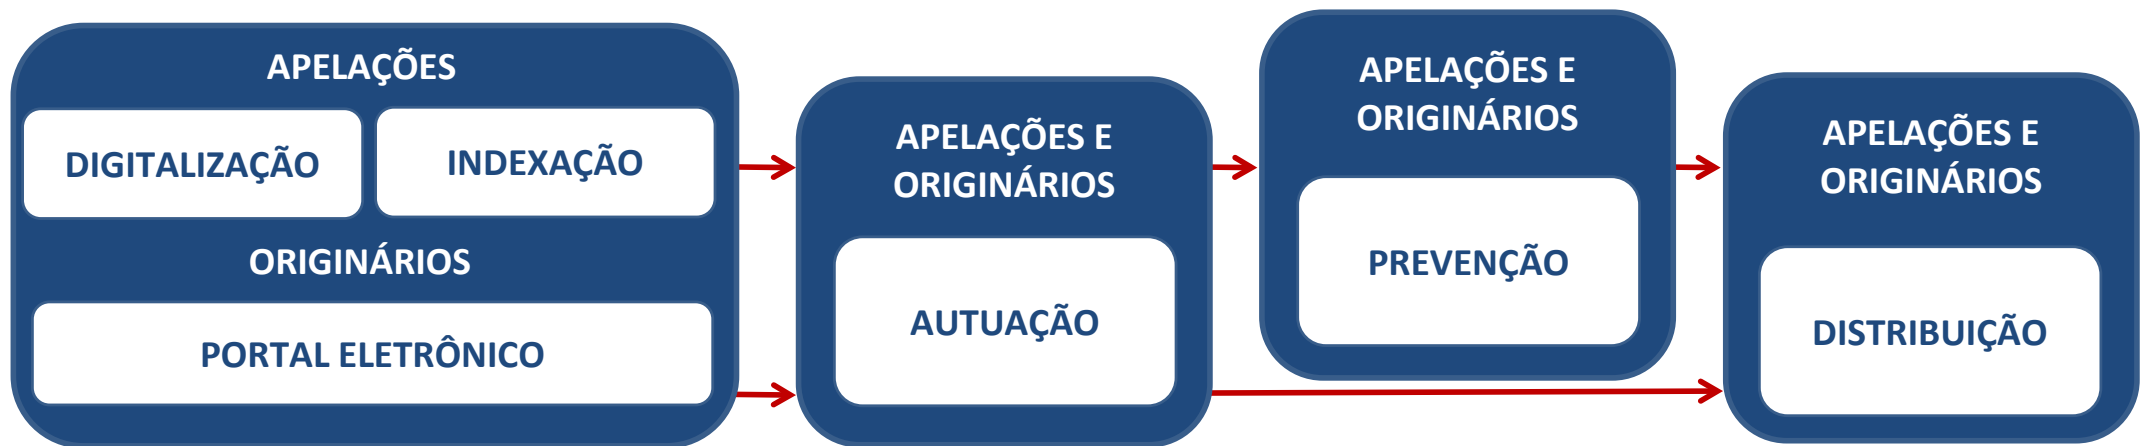 APELAÇÕES
DIGITALIZAÇÃO
INDEXAÇÃO
ORIGINÁRIOS
PORTAL ELETRÔNICO
APELAÇÕES E
ORIGINÁRIOS
AUTUAÇÃO
APELAÇÕES E
ORIGINÁRIOS
PREVENÇÃO
APELAÇÕES E
ORIGINÁRIOS
DISTRIBUIÇÃO